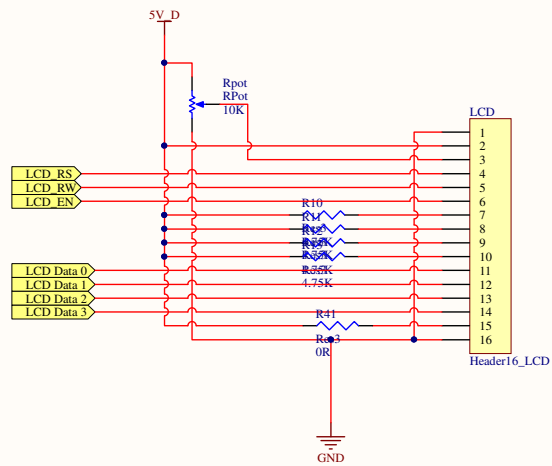 5V_D
Rpot
RPot
10K
LCD
1
2
3
LCD_RS
4
LCD_RW
5
LCD_EN
6
R10
7
R11
8
9
10
LCD Data 0
11
LCD Data 1
4.75K
12
LCD Data 2
13
LCD Data 3
14
R41
15
Res3
0R
16
Header16_LCD
GND